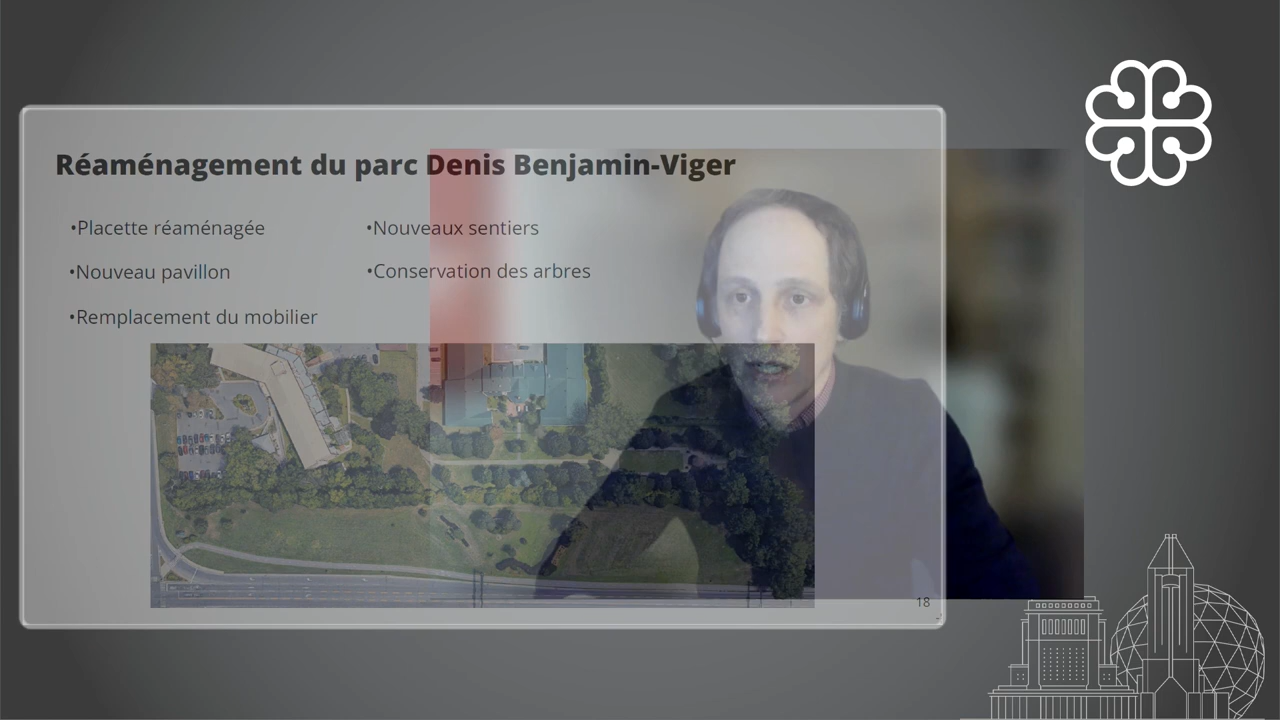 Réaménagement du parc Denis Benjamin-Viger
•Placette réaménagée
•Nouveaux sentiers
•Nouveau pavillon
•Conservation des arbres
•Remplacement du mobilier
18